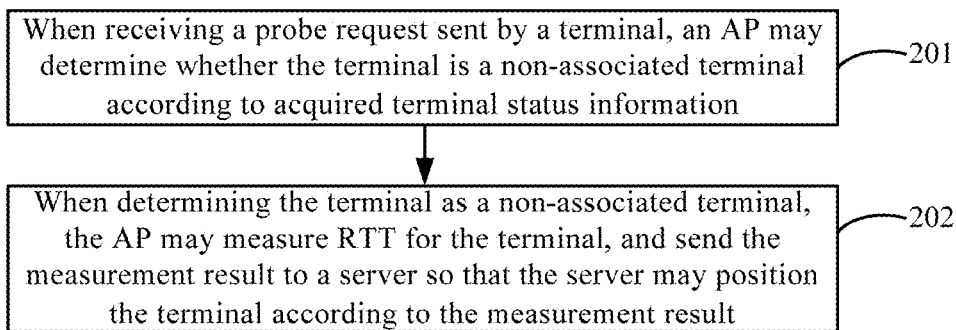 When receiving a probe request sent by a terminal, an AP may
determine whether the terminal is a non-associated terminal
according to acquired terminal status information
201
When determining the terminal as a non-associated terminal,
the AP may measure RTT for the terminal, and send the
measurement result to a server so that the server may position
the terminal according to the measurement result
202